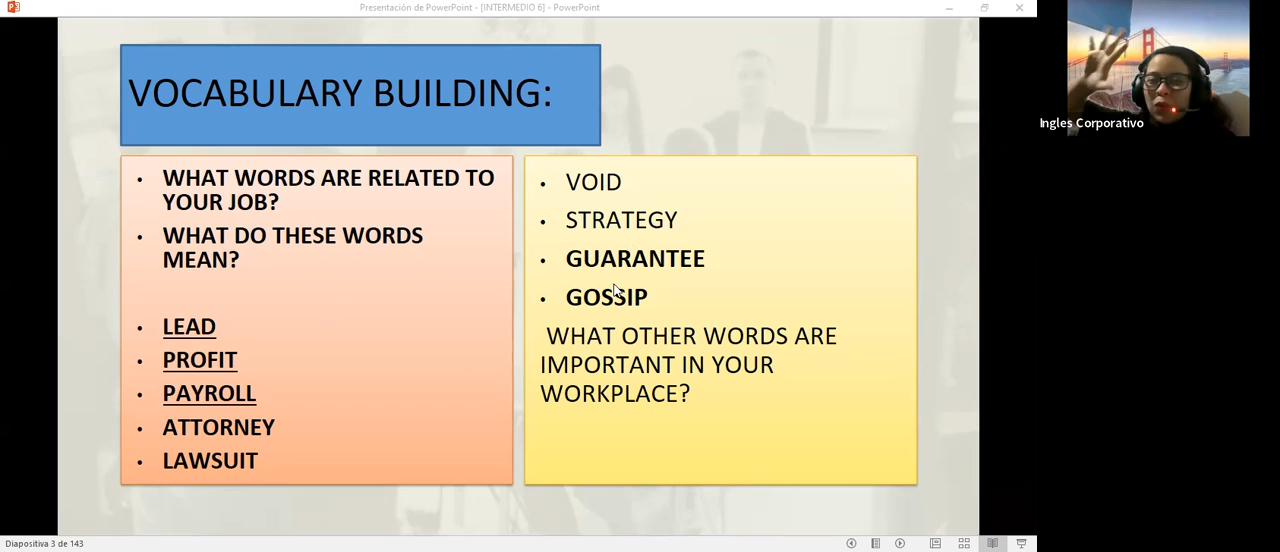 Presentación de PowerPoint - [INTERMEDIO 6] - PowerPoint
VOCABULARY BUILDING:
• WHAT WORDS ARE RELATED TO
YOUR JOB?
• WHAT DO THESE WORDS
MEAN?
• LEAD
• PROFIT
• PAYROLL
• ATTORNEY
• LAWSUIT
• VOID
• STRATEGY
• GUARANTEE
• GOSSIP
WHAT OTHER WORDS ARE
IMPORTANT IN YOUR
WORKPLACE?
Ingles Corporativo
Diapositiva 3 de 143